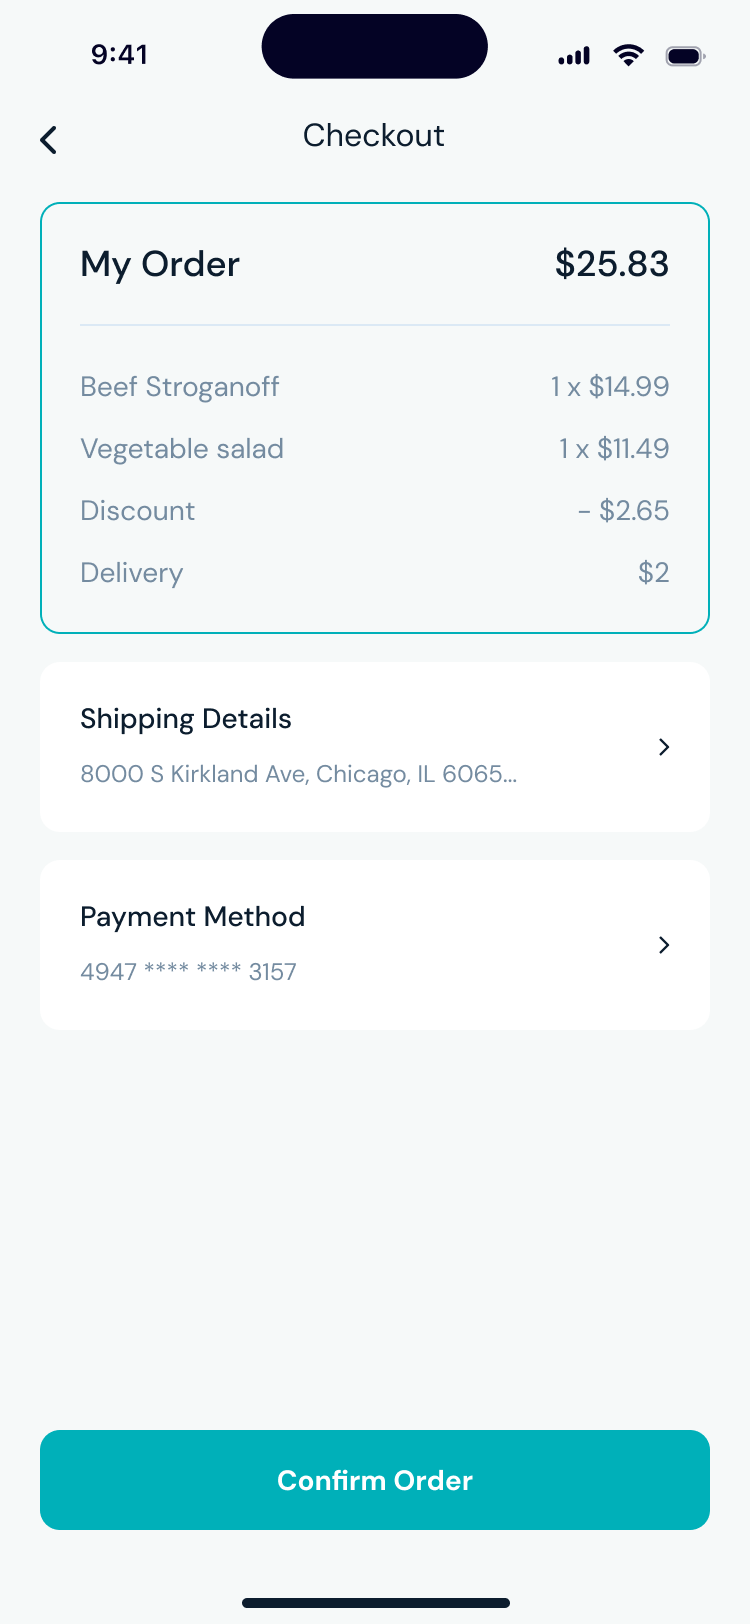 9:41
Checkout
My Order $25.83
Beef Stroganoff 1 x $14.99
Vegetable salad 1 x $11.49
Discount - $2.65
Delivery $2
Shipping Details
8000 S Kirkland Ave, Chicago, IL 6065...
Payment Method
4947 **** **** 3157
Confirm Order